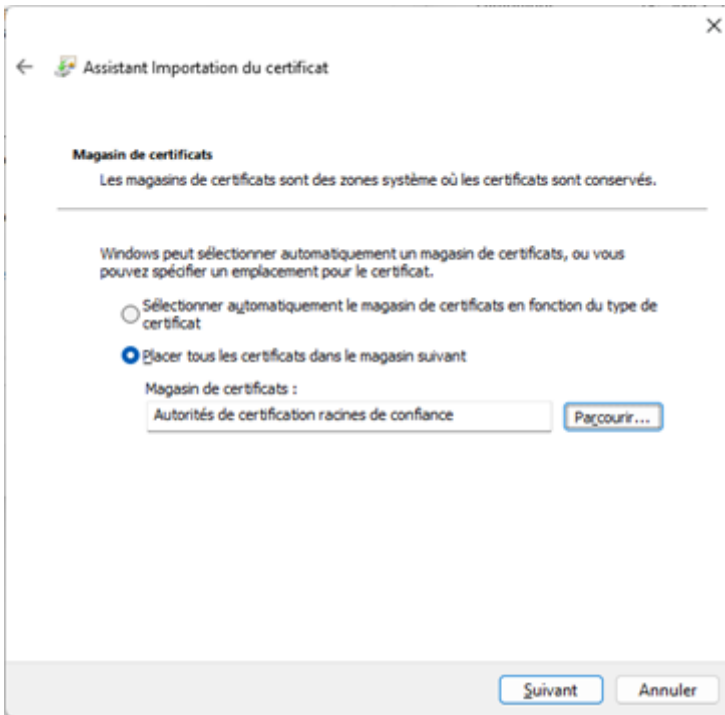 Assistant Importation du certificat
Magasin de certificats
Les magasins de certificats sont des zones système où les certificats sont conservés.
Windows peut sélectionner automatiquement un magasin de certificats, ou vous
pouvez spécifier un emplacement pour le certificat.
Sélectionner automatiquement le magasin de certificats en fonction du type de
certificat
Placer tous les certificats dans le magasin suivant
Magasin de certificats :
Autorités de certification racines de confiance
Parcourir...
Suivant
Annuler